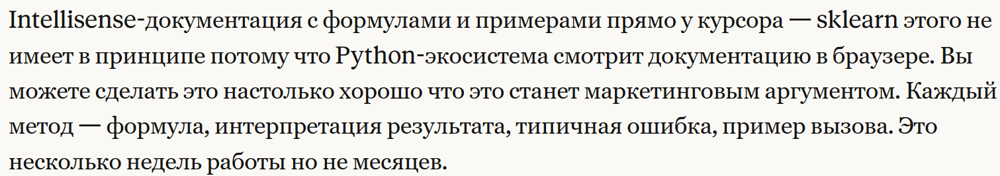 Intellisense-документация с формулами и примерами прямо у курсора — sklearn этого не
имеет в принципе потому что Python-экосистема смотрит документацию в браузере. Вы
можете сделать это настолько хорошо что это станет маркетинговым аргументом. Каждый
метод — формула, интерпретация результата, типичная ошибка, пример вызова. Это
несколько недель работы но не месяцев.